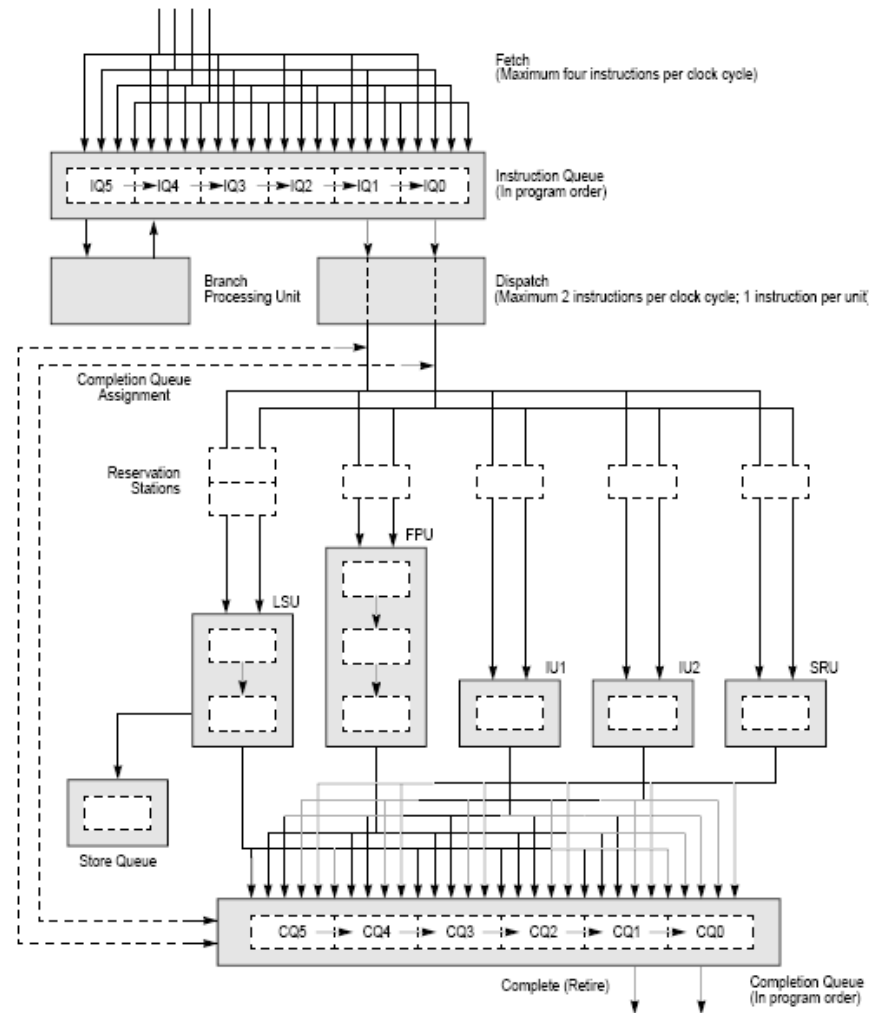 Fetch
(Maximum four instructions per clock cycle)
IQ5 IQ4 IQ3 IQ2 IQ1 IQ0
Instruction Queue
(In program order)
Branch
Processing Unit
Dispatch
(Maximum 2 instructions per clock cycle; 1 instruction per unit)
Completion Queue
Assignment
Reservation
Stations
FPU
LSU
IU1
IU2
SRU
Store Queue
CQ5 CQ4 CQ3 CQ2 CQ1 CQ0
Complete (Retire)
Completion Queue
(In program order)